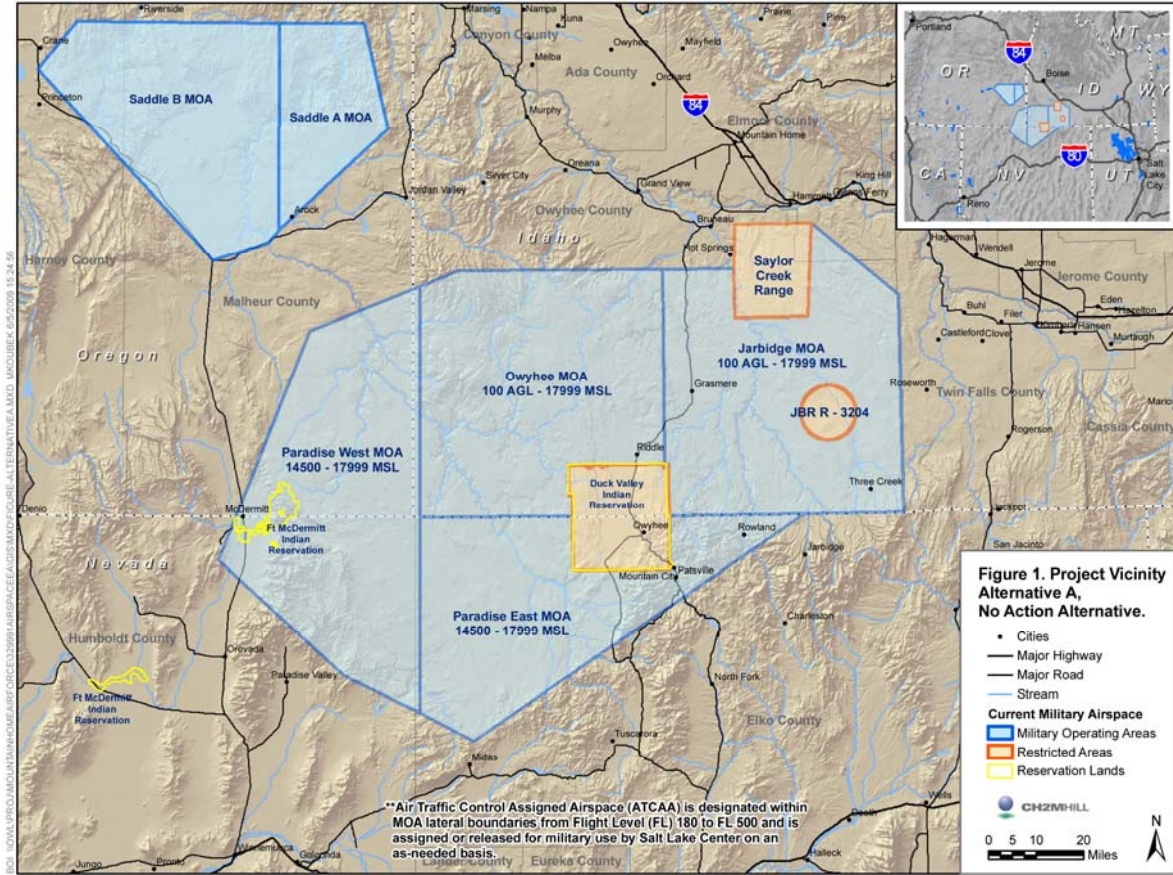 Riverside
Marsing
Nampa
Kuna
Owyhee
Prairie
Pine
Crane
Canyon County
Melba
Ada County
Mayfield
Orchard
Princeton
Saddle B MOA
Saddle A MOA
Murphy
84
Elmore County
Mountain Home
Oreana
Silver City
Grand View
Hammett
Glenns Ferry
King Hill
Jordan Valley
Arock
Owyhee County
Idaho
Bruneau
Hot Springs
Saylor
Creek
Range
Harney County
Malheur County
Oregon
Owyhee MOA
100 AGL - 17999 MSL
Jarbidge MOA
100 AGL - 17999 MSL
Grasmere
JBR R - 3204
Paradise West MOA
14500 - 17999 MSL
Riddle
Duck Valley
Indian
Reservation
Owyhee
Three Creek
Rowland
Jarbidge
Denio
McDermitt
Ft McDermitt
Indian
Reservation
Nevada
Mountain City
Patsville
Paradise East MOA
14500 - 17999 MSL
Charleston
Humboldt County
Orovada
Paradise Valley
Ft McDermitt
Indian
Reservation
North Fork
Elko County
Tuscarora
Midas
Jungo
Pronto
Winnemucca
Golconda
Lander County
Eureka County
Halleck
Deeth
Wells
**Air Traffic Control Assigned Airspace (ATCAA) is designated within
MOA lateral boundaries from Flight Level (FL) 180 to FL 500 and is
assigned or released for military use by Salt Lake Center on an
as-needed basis.
Portland
84
MT
OR
Boise
ID
WY
80
CA
NV
UT
Salt
Lake
City
Reno
Hagerman
Wendell
Jerome
Jerome County
Eden
Hazelton
Buhl
Filer
Kimberly
Hansen
Murtaugh
Castleford
Clover
Roseworth
Twin Falls County
Rogerson
Cassia County
Jackpot
San Jacinto
Figure 1. Project Vicinity
Alternative A,
No Action Alternative.
Cities
Major Highway
Major Road
Stream
Current Military Airspace
Military Operating Areas
Restricted Areas
Reservation Lands
CH2MHILL
N
0 5 10 20
Miles